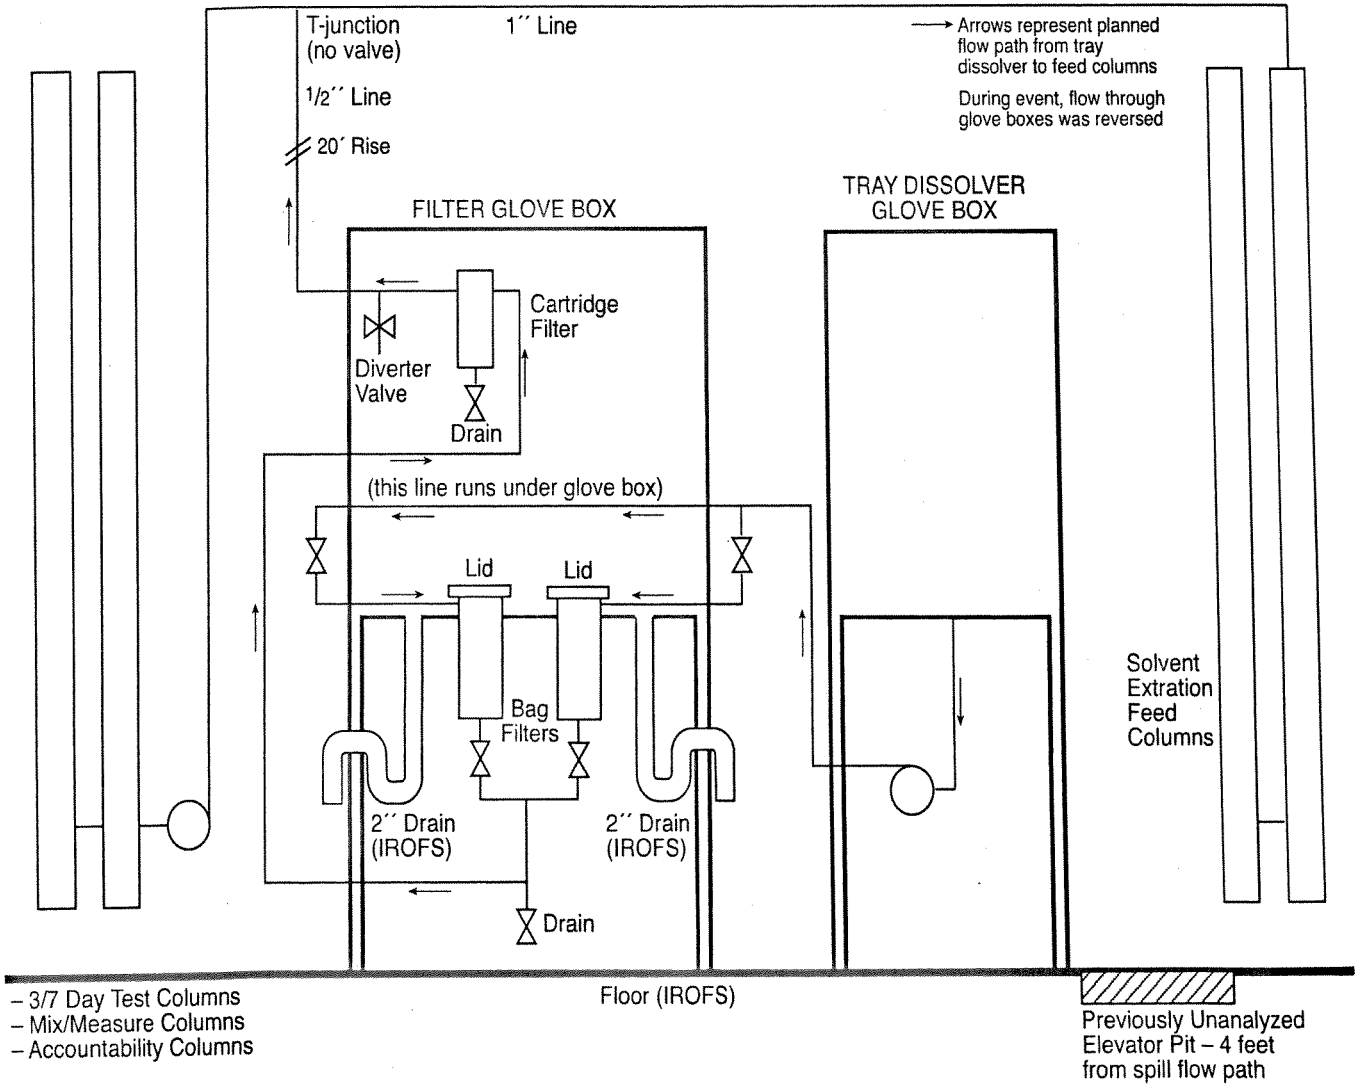 T-junction
(no valve)
1´´ Line
1/2´´ Line
20´ Rise
Arrows represent planned
flow path from tray
dissolver to feed columns
During event, flow through
glove boxes was reversed
FILTER GLOVE BOX
TRAY DISSOLVER
GLOVE BOX
Cartridge
Filter
Diverter
Valve
Drain
(this line runs under glove box)
Lid
Lid
Bag
Filters
2´´ Drain
(IROFS)
2´´ Drain
(IROFS)
Drain
Solvent
Extration
Feed
Columns
Floor (IROFS)
– 3/7 Day Test Columns
– Mix/Measure Columns
– Accountability Columns
Previously Unanalyzed
Elevator Pit – 4 feet
from spill flow path